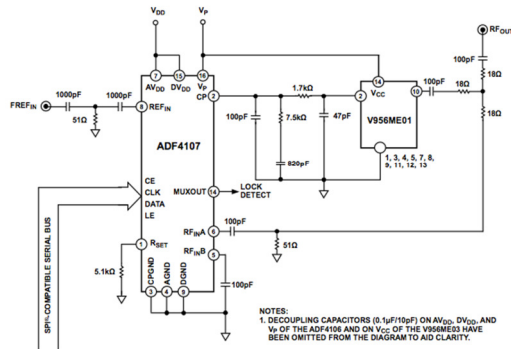 VDD
VP
RFOUT
100pF
18Ω
7
15
16
AVDD
DVDD
VP
CP
2
1.7kΩ
14
VCC
2
10
100pF
18Ω
18Ω
FREFIN
1000pF
1000pF
8
REFIN
51Ω
ADF4107
100pF
7.5kΩ
47pF
V956ME01
820pF
1, 3, 4, 5, 7, 8,
9, 11, 12, 13
CE
CLK
DATA
LE
MUXOUT
14
LOCK
DETECT
SPI®-COMPATIBLE SERIAL BUS
1
RSET
RFINA
6
100pF
51Ω
RFINB
5
5.1kΩ
CPGND
AGND
DGND
3
4
9
100pF
NOTES:
1. DECOUPLING CAPACITORS (0.1µF/10pF) ON AVDD, DVDD, AND
VP OF THE ADF4106 AND ON VCC OF THE V956ME03 HAVE
BEEN OMITTED FROM THE DIAGRAM TO AID CLARITY.